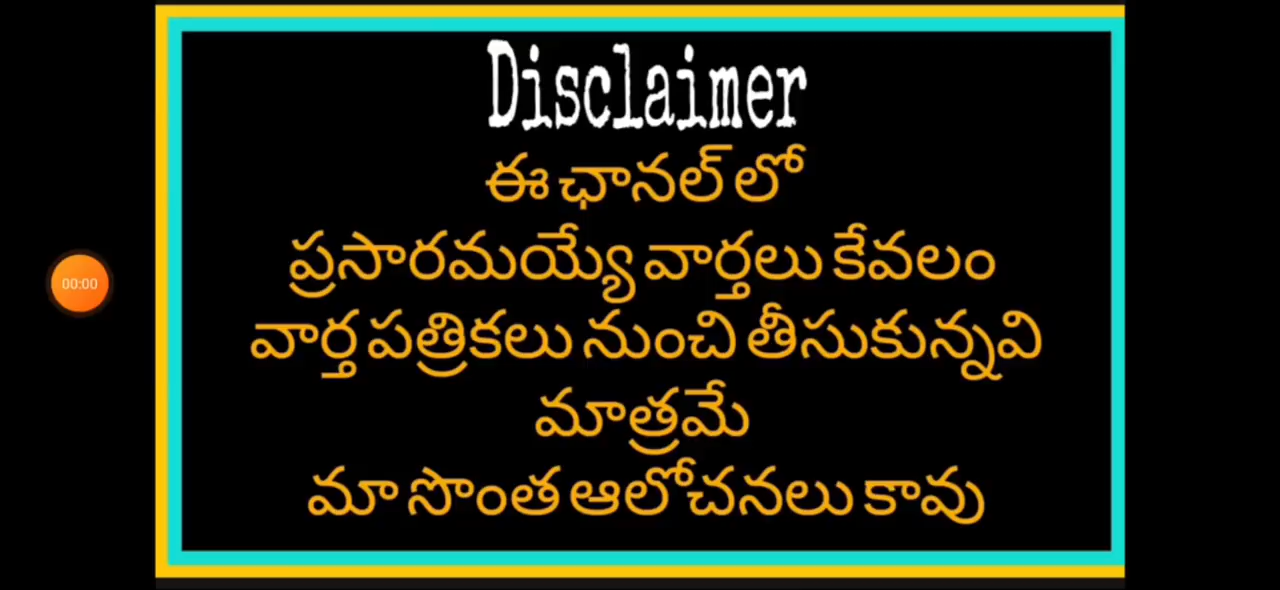 Disclaimer
ఈ ఛానల్ లో
ప్రసారమయ్యే వార్తలు కేవలం
00:00
వార్త పత్రికలు నుంచి తీసుకున్నవి
మాత్రమే
మా సొంత ఆలోచనలు కావు